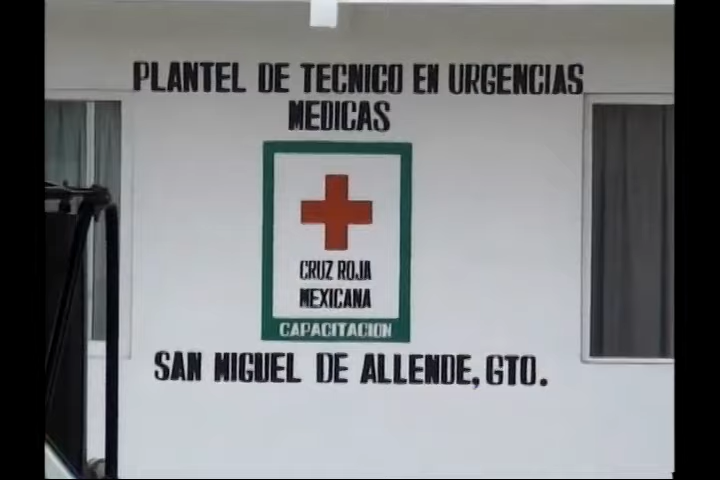 PLANTEL DE TECNICO EN URGENCIAS
MEDICAS
CRUZ ROJA
MEXICANA
CAPACITACION
SAN MIGUEL DE ALLENDE, GTO.